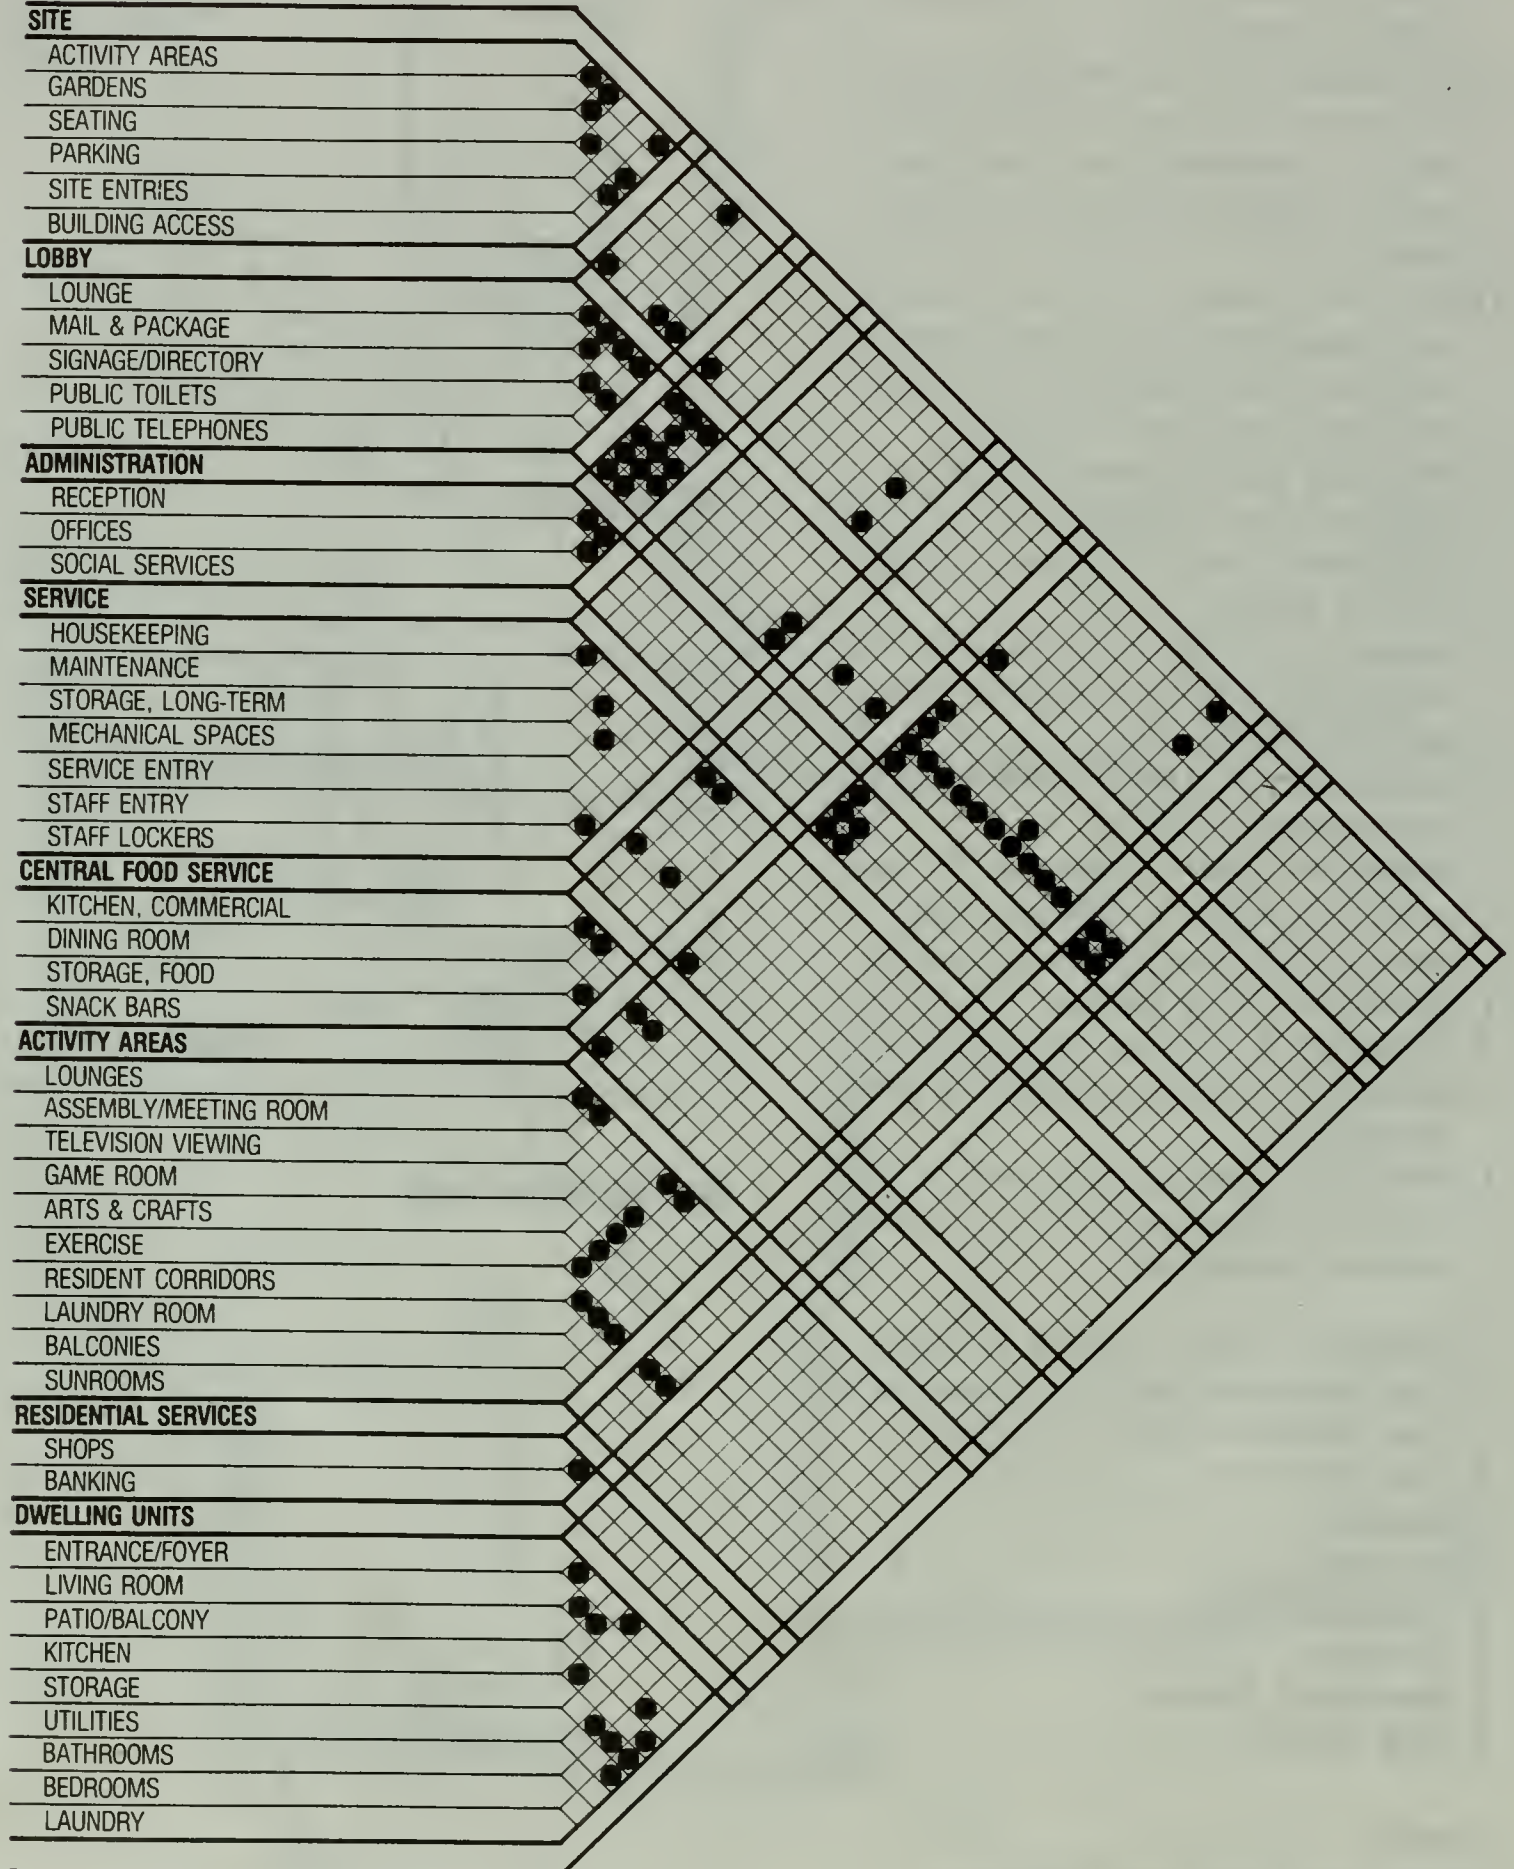 SITE
ACTIVITY AREAS
GARDENS
SEATING
PARKING
SITE ENTRIES
BUILDING ACCESS
LOBBY
LOUNGE
MAIL & PACKAGE
SIGNAGE/DIRECTORY
PUBLIC TOILETS
PUBLIC TELEPHONES
ADMINISTRATION
RECEPTION
OFFICES
SOCIAL SERVICES
SERVICE
HOUSEKEEPING
MAINTENANCE
STORAGE, LONG-TERM
MECHANICAL SPACES
SERVICE ENTRY
STAFF ENTRY
STAFF LOCKERS
CENTRAL FOOD SERVICE
KITCHEN, COMMERCIAL
DINING ROOM
STORAGE, FOOD
SNACK BARS
ACTIVITY AREAS
LOUNGES
ASSEMBLY/MEETING ROOM
TELEVISION VIEWING
GAME ROOM
ARTS & CRAFTS
EXERCISE
RESIDENT CORRIDORS
LAUNDRY ROOM
BALCONIES
SUNROOMS
RESIDENTIAL SERVICES
SHOPS
BANKING
DWELLING UNITS
ENTRANCE/FOYER
LIVING ROOM
PATIO/BALCONY
KITCHEN
STORAGE
UTILITIES
BATHROOMS
BEDROOMS
LAUNDRY